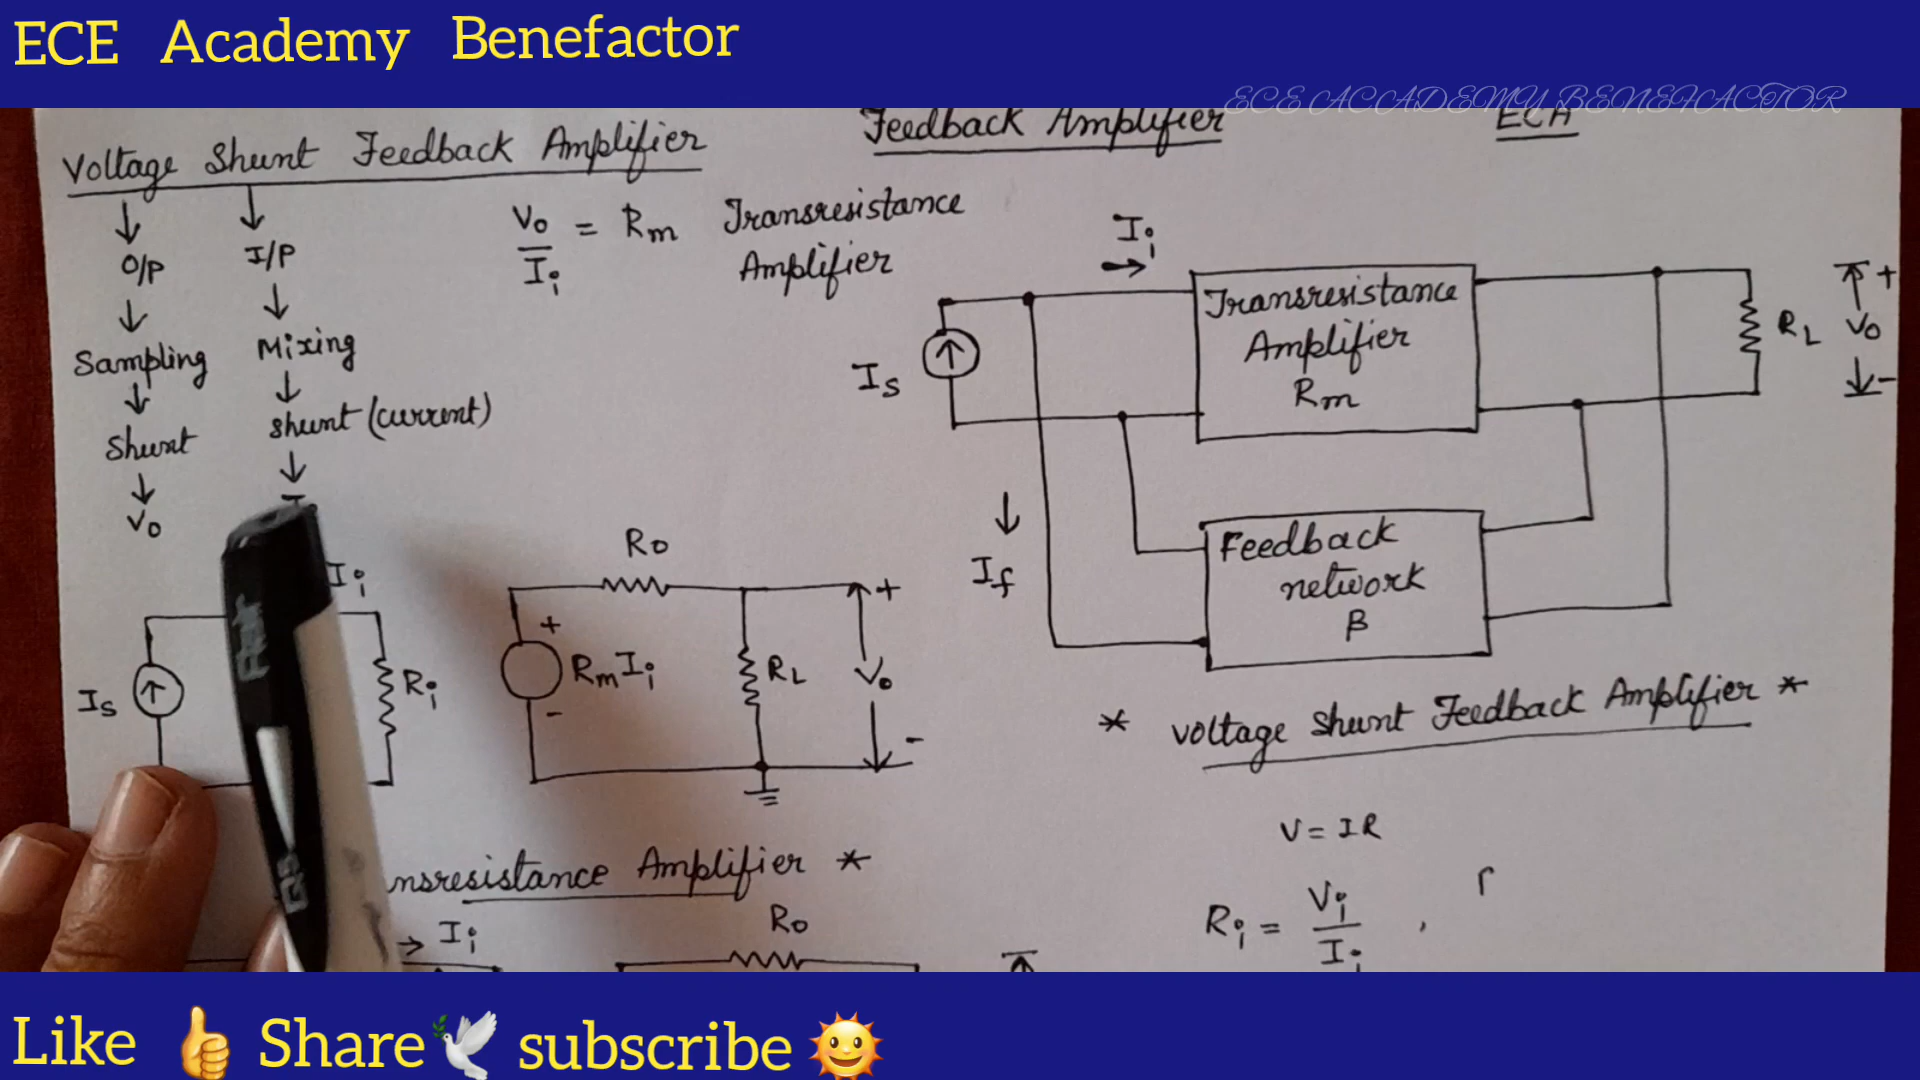 ECE Academy Benefactor
ECE ACCADEMY BENEFACTOR
Feedback Amplifier
ECA
Voltage Shunt Feedback Amplifier
↓ ↓
O/P I/P
↓ ↓
Sampling Mixing
↓ ↓
Shunt shunt (current)
↓ ↓
Vo
Vo/Ii = Rm Transresistance
Amplifier
Ii
→
Transresistance
Amplifier
Rm
Is
RL
Vo
+
-
↓
If
Feedback
network
β
* Voltage shunt Feedback Amplifier *
Ii
Is
Ri
Ro
+
RmIi
-
RL
+
Vo
-
Amplifier *
→ Ii
Ro
V = IR
Ri = Vi/Ii ,
Like 👍 Share 🕊 subscribe 🌞